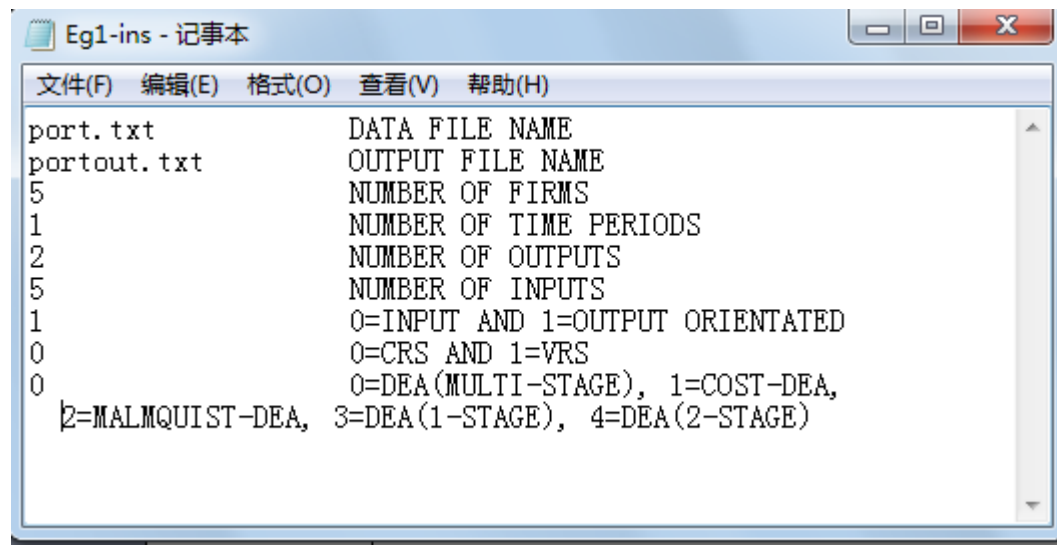 Eg1-ins - 记事本
文件(F) 编辑(E) 格式(O) 查看(V) 帮助(H)
port.txt DATA FILE NAME
portout.txt OUTPUT FILE NAME
5 NUMBER OF FIRMS
1 NUMBER OF TIME PERIODS
2 NUMBER OF OUTPUTS
5 NUMBER OF INPUTS
1 0=INPUT AND 1=OUTPUT ORIENTATED
0 0=CRS AND 1=VRS
0 0=DEA(MULTI-STAGE), 1=COST-DEA,
2=MALMQUIST-DEA, 3=DEA(1-STAGE), 4=DEA(2-STAGE)